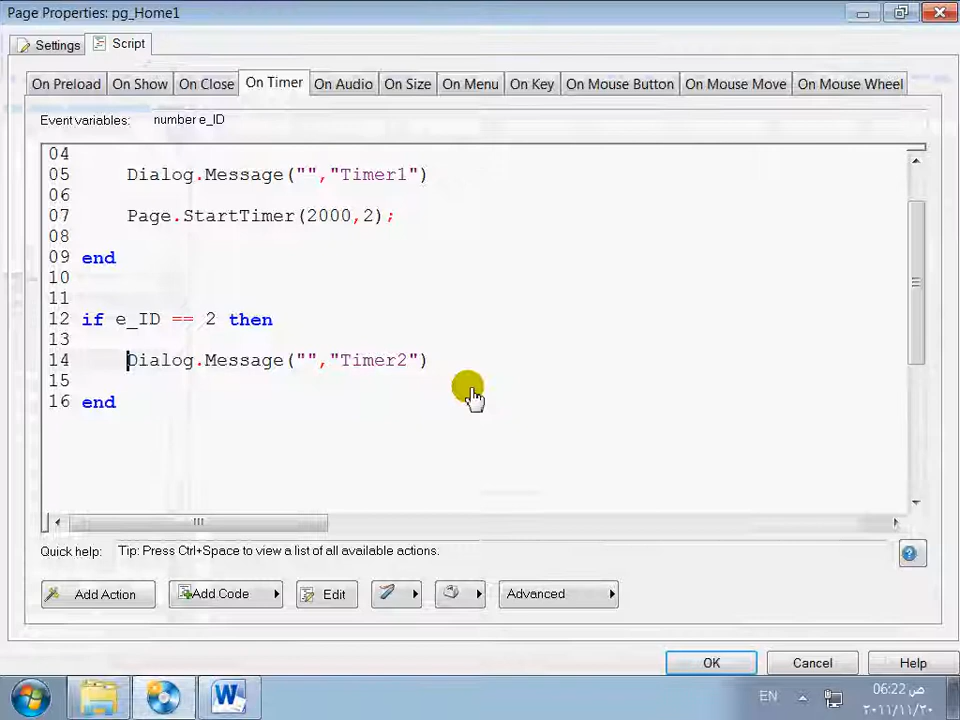 Page Properties: pg_Home1
Settings
Script
On Preload
On Show
On Close
On Timer
On Audio
On Size
On Menu
On Key
On Mouse Button
On Mouse Move
On Mouse Wheel
Event variables: number e_ID
04
05 Dialog.Message("","Timer1")
06
07 Page.StartTimer(2000,2);
08
09 end
10
11
12 if e_ID == 2 then
13
14 Dialog.Message("","Timer2")
15
16 end
Quick help: Tip: Press Ctrl+Space to view a list of all available actions.
Add Action
Add Code
Edit
Advanced
OK
Cancel
Help
EN
06:22 ص
٢٠١١/١١/٢٠